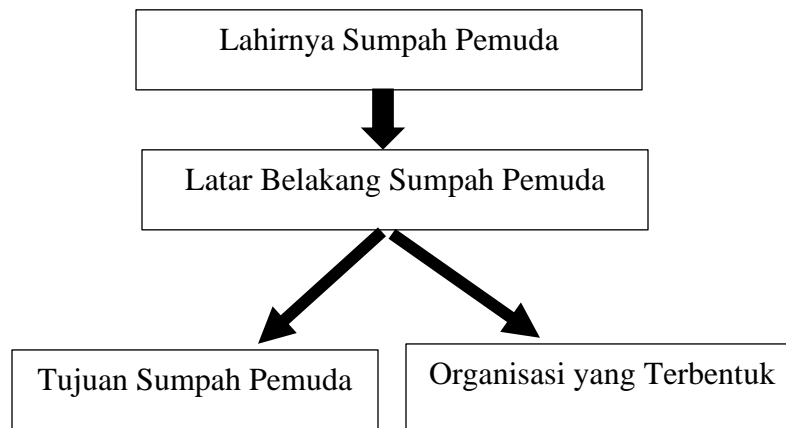 Lahirnya Sumpah Pemuda
Latar Belakang Sumpah Pemuda
Tujuan Sumpah Pemuda
Organisasi yang Terbentuk